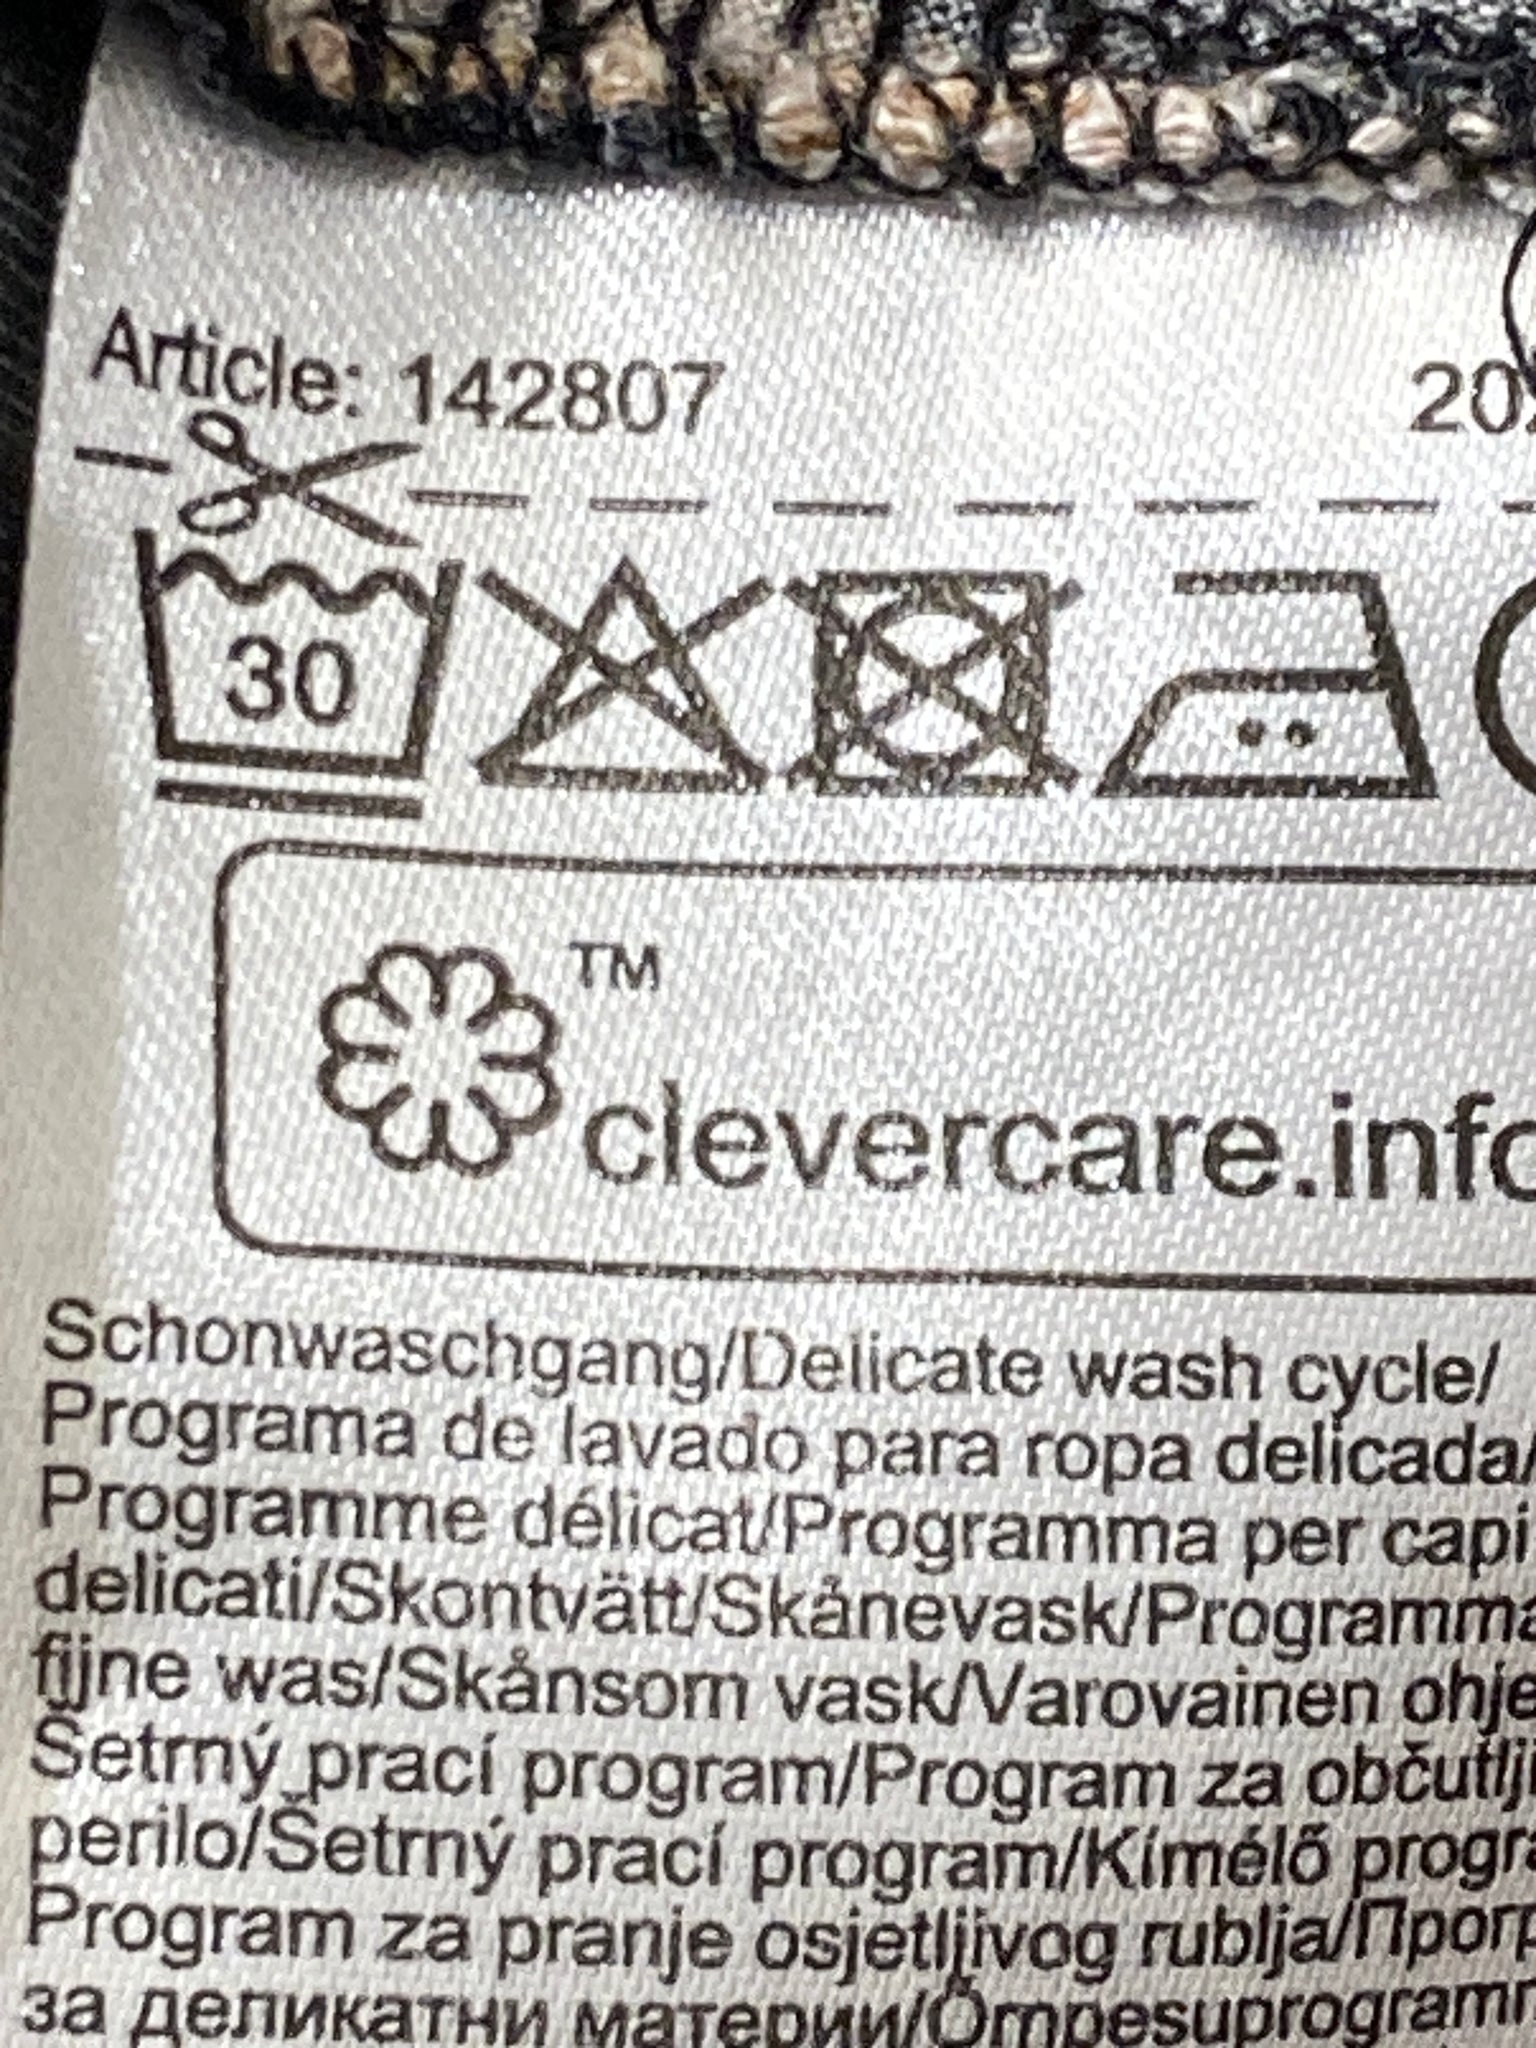 Article: 142807
30
TM
clevercare.info
Schonwaschgang/Delicate wash cycle/
Programa de lavado para ropa delicada/
Programme délicat/Programma per capi
delicati/Skontvätt/Skånevask/Programma
fijne was/Skånsom vask/Varovainen
Šetrný prací program/Program za
perilo/Šetrný prací program/Kímélő
Program za pranje osjetljivog rublja/
за деликатни материи/